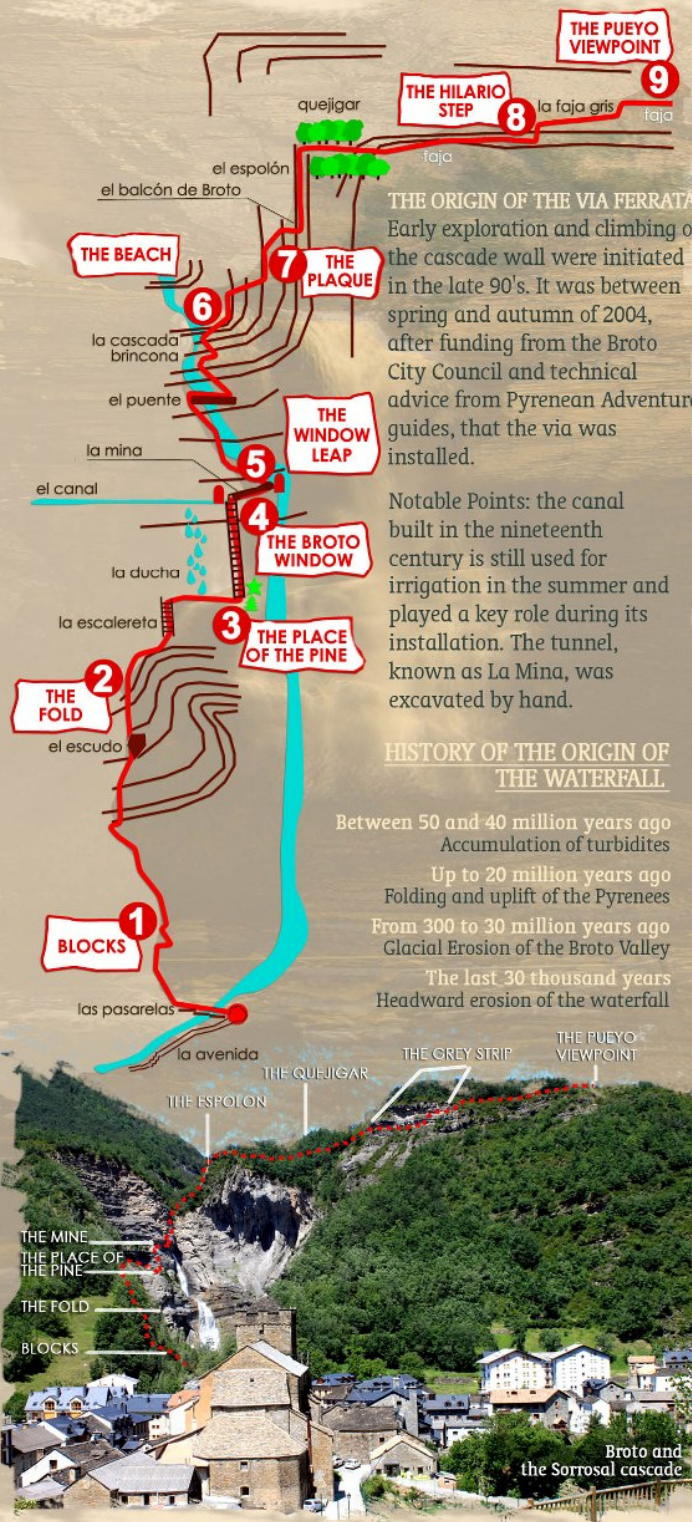 THE PUEYO
VIEWPOINT
9
THE HILARIO
STEP
8
la faja gris
faja
quejigar
faja
el espolón
el balcón de Broto
THE BEACH
7
THE
PLAQUE
6
la cascada
brincona
el puente
THE
WINDOW
LEAP
la mina
5
el canal
4
THE BROTO
WINDOW
la ducha
la escalereta
3
THE PLACE
OF THE PINE
2
THE
FOLD
el escudo
1
BLOCKS
las pasarelas
la avenida
THE ORIGIN OF THE VIA FERRATA
Early exploration and climbing o
the cascade wall were initiated
in the late 90's. It was between
spring and autumn of 2004,
after funding from the Broto
City Council and technical
advice from Pyrenean Adventure
guides, that the via was
installed.
Notable Points: the canal
built in the nineteenth
century is still used for
irrigation in the summer and
played a key role during its
installation. The tunnel,
known as La Mina, was
excavated by hand.
HISTORY OF THE ORIGIN OF
THE WATERFALL
Between 50 and 40 million years ago
Accumulation of turbidites
Up to 20 million years ago
Folding and uplift of the Pyrenees
From 300 to 30 million years ago
Glacial Erosion of the Broto Valley
The last 30 thousand years
Headward erosion of the waterfall
THE PUEYO
VIEWPOINT
THE GREY STRIP
THE QUEJIGAR
THE ESPOLON
THE MINE
THE PLACE OF
THE PINE
THE FOLD
BLOCKS
Broto and
the Sorrosal cascade